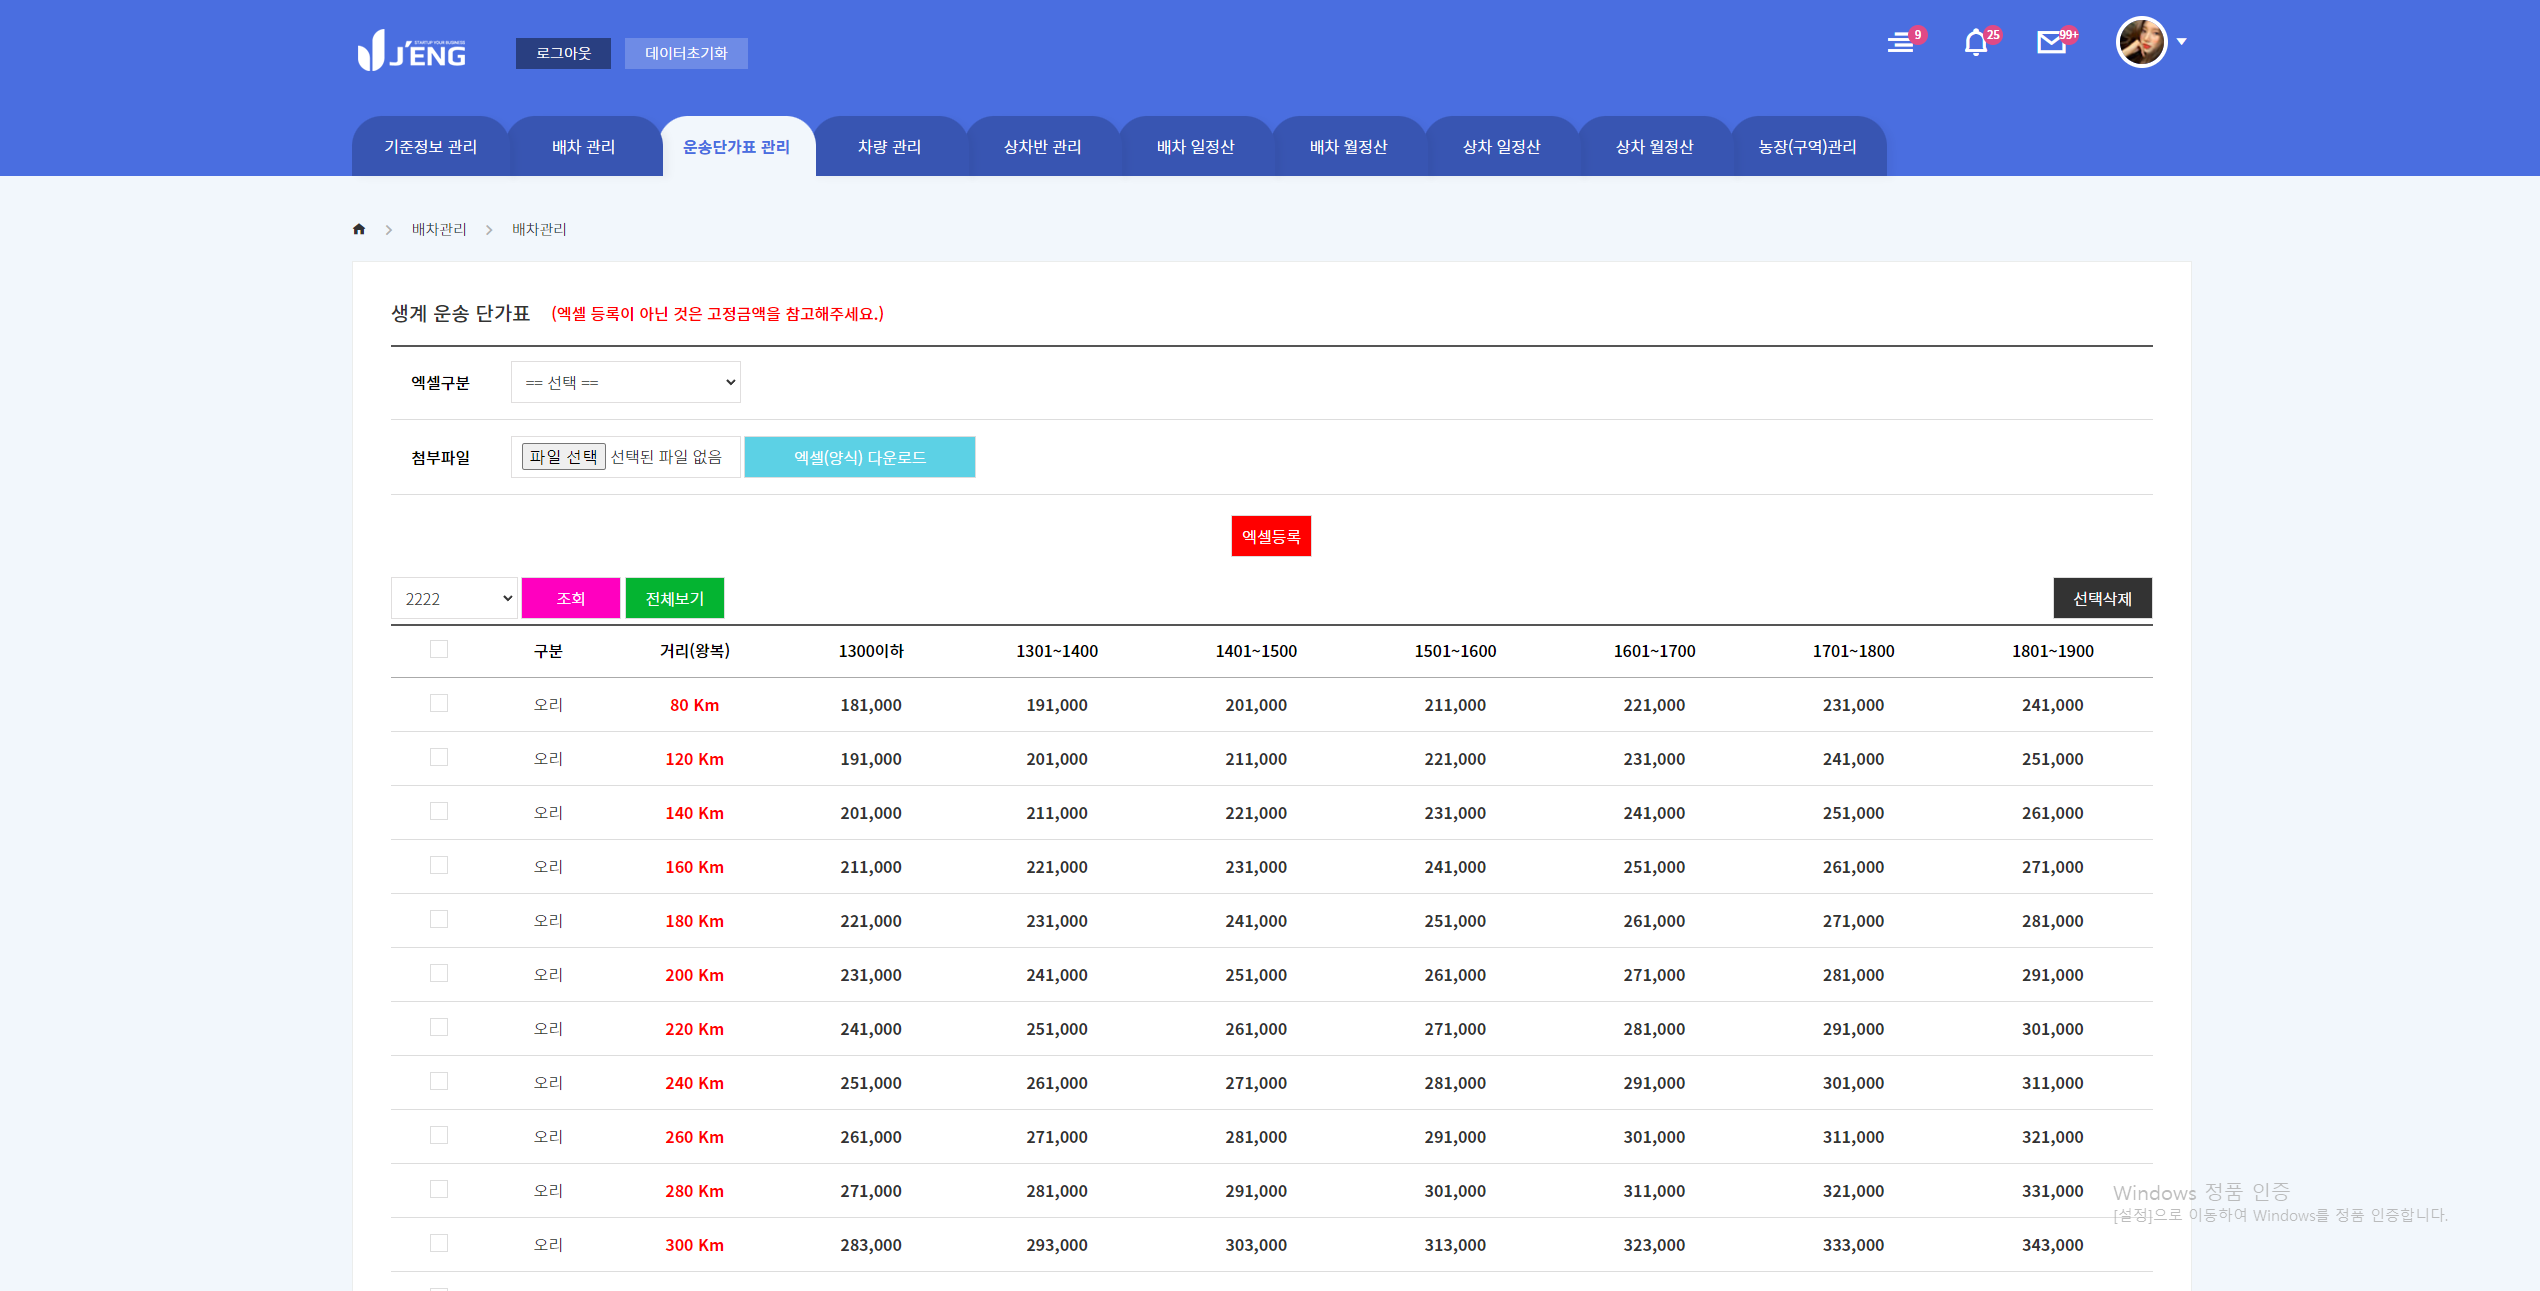 J'ENG
로그아웃
데이터초기화
9
25
99+
기준정보 관리
배차 관리
운송단가표 관리
차량 관리
상차반 관리
배차 일정산
배차 월정산
상차 일정산
상차 월정산
농장(구역)관리
배차관리 > 배차관리
생계 운송 단가표 (엑셀 등록이 아닌 것은 고정금액을 참고해주세요.)
엑셀구분 == 선택 ==
첨부파일 파일 선택 선택된 파일 없음 엑셀(양식) 다운로드
엑셀등록
2222 조회 전체보기 선택삭제
구분 거리(왕복) 1300이하 1301~1400 1401~1500 1501~1600 1601~1700 1701~1800 1801~1900
오리 80 Km 181,000 191,000 201,000 211,000 221,000 231,000 241,000
오리 120 Km 191,000 201,000 211,000 221,000 231,000 241,000 251,000
오리 140 Km 201,000 211,000 221,000 231,000 241,000 251,000 261,000
오리 160 Km 211,000 221,000 231,000 241,000 251,000 261,000 271,000
오리 180 Km 221,000 231,000 241,000 251,000 261,000 271,000 281,000
오리 200 Km 231,000 241,000 251,000 261,000 271,000 281,000 291,000
오리 220 Km 241,000 251,000 261,000 271,000 281,000 291,000 301,000
오리 240 Km 251,000 261,000 271,000 281,000 291,000 301,000 311,000
오리 260 Km 261,000 271,000 281,000 291,000 301,000 311,000 321,000
오리 280 Km 271,000 281,000 291,000 301,000 311,000 321,000 331,000
오리 300 Km 283,000 293,000 303,000 313,000 323,000 333,000 343,000
Windows 정품 인증
[설정]으로 이동하여 Windows를 정품 인증합니다.